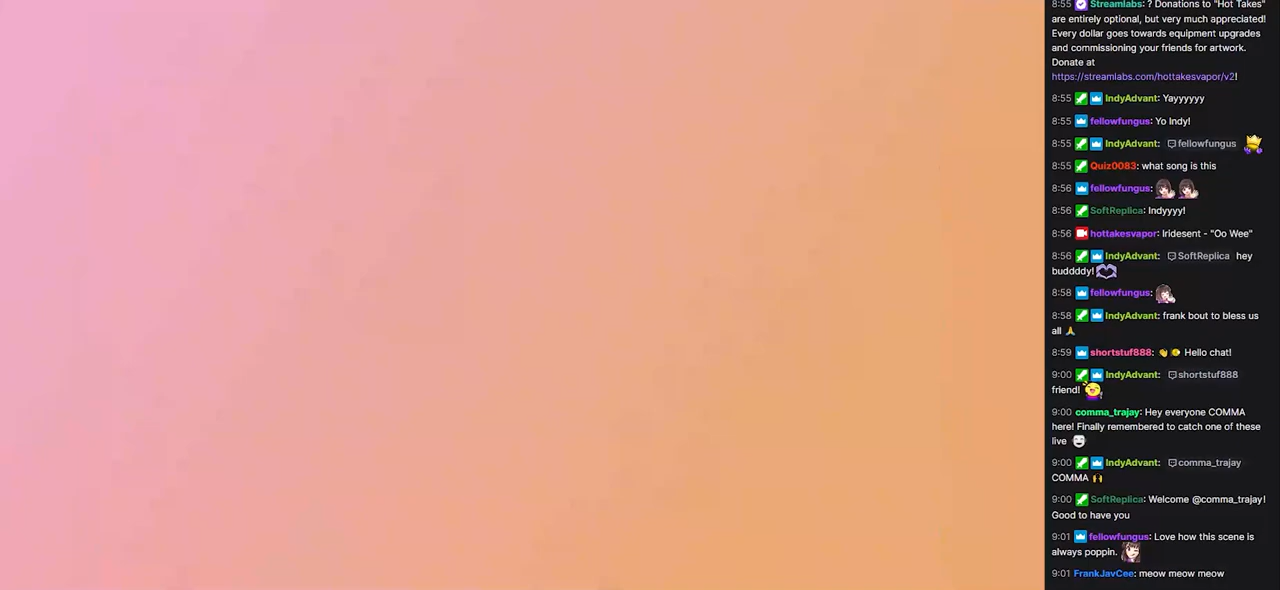 8:55 Streamlabs: ? Donations to "Hot Takes"
are entirely optional, but very much appreciated!
Every dollar goes towards equipment upgrades
and commissioning your friends for artwork.
Donate at
https://streamlabs.com/hottakesvapor/v2!
8:55 IndyAdvant: Yayyyyyy
8:55 fellowfungus: Yo Indy!
8:55 IndyAdvant: fellowfungus
8:55 Quiz0083: what song is this
8:56 fellowfungus:
8:56 SoftReplica: Indyyyy!
8:56 hottakesvapor: Iridesent - "Oo Wee"
8:56 IndyAdvant: SoftReplica hey
buddddy!
8:58 fellowfungus:
8:58 IndyAdvant: frank bout to bless us
all 🙏
8:59 shortstuf888: 👋🐡 Hello chat!
9:00 IndyAdvant: shortstuf888
friend!
9:00 comma_trajay: Hey everyone COMMA
here! Finally remembered to catch one of these
live
9:00 IndyAdvant: comma_trajay
COMMA 🙌
9:00 SoftReplica: Welcome @comma_trajay!
Good to have you
9:01 fellowfungus: Love how this scene is
always poppin.
9:01 FrankJavCee: meow meow meow